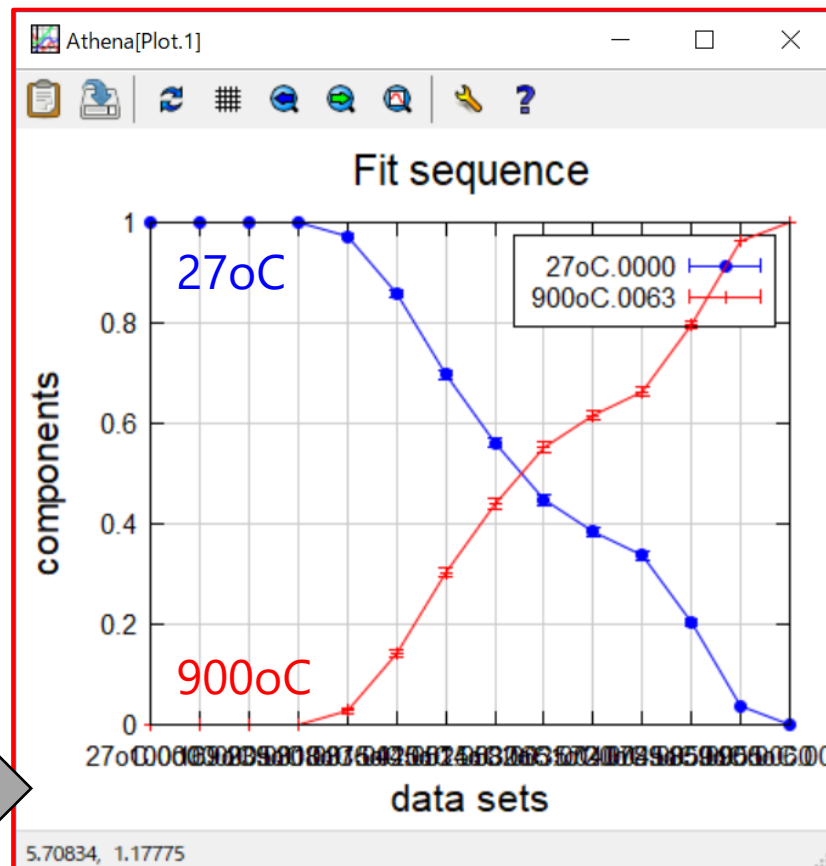 Athena[Plot.1]
Fit sequence
1
27oC
27oC.0000
900oC.0063
0.8
components
0.6
0.4
0.2
900oC
0
data sets
5.70834, 1.17775